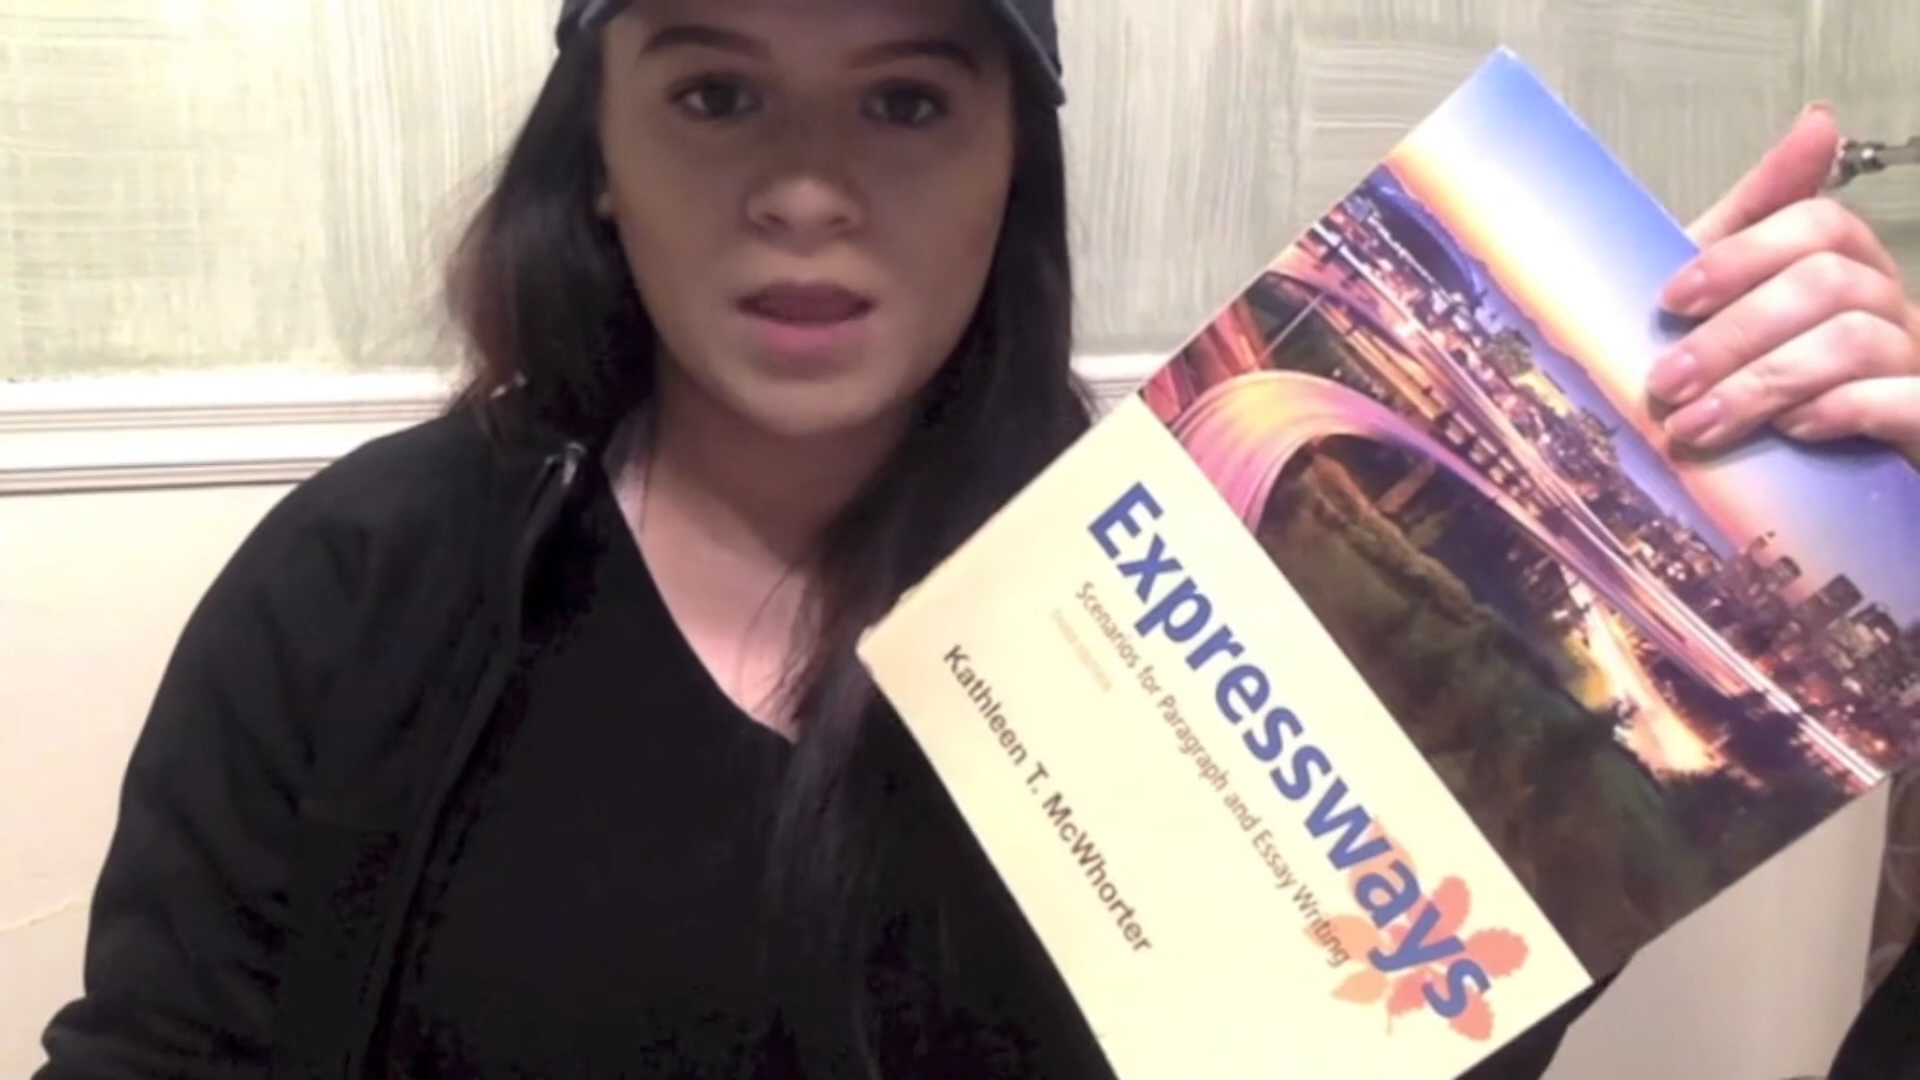 Expressways
Scenarios for Paragraph and Essay Writing
Kathleen T. McWhorter